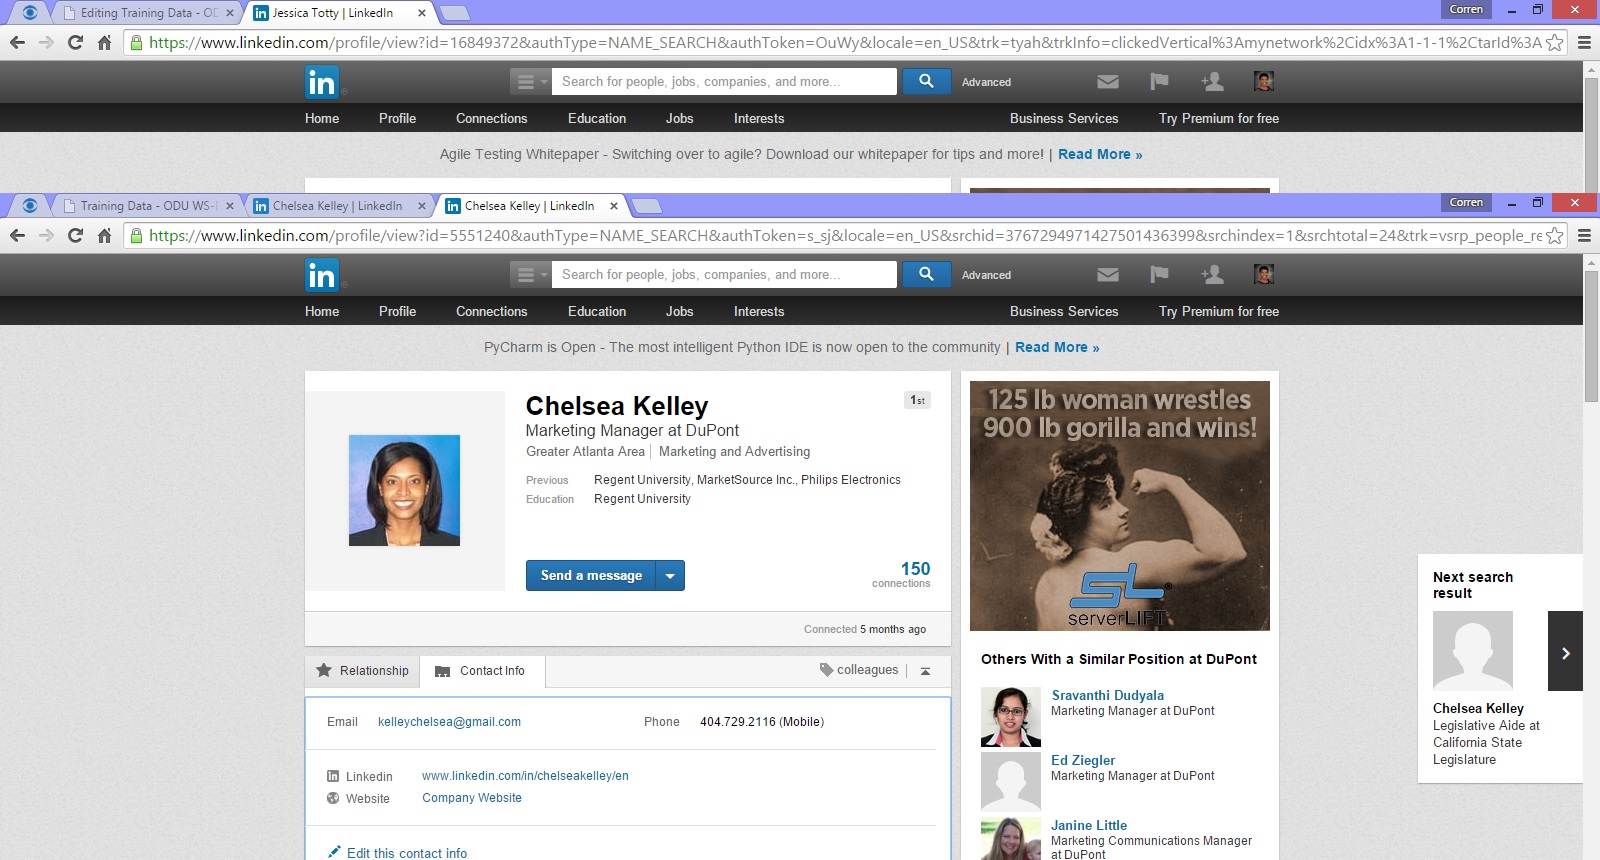 Editing Training Data - OD
Jessica Totty | LinkedIn
Corren
https://www.linkedin.com/profile/view?id=16849372&authType=NAME_SEARCH&authToken=OuWy&locale=en_US&trk=tyah&trkInfo=clickedVertical%3Amynetwork%2Cidx%3A1-1-1%2CtarId%3A
in
Search for people, jobs, companies, and more...
Advanced
Home Profile Connections Education Jobs Interests Business Services Try Premium for free
Agile Testing Whitepaper - Switching over to agile? Download our whitepaper for tips and more! | Read More »
Training Data - ODU WS-
Chelsea Kelley | LinkedIn
Chelsea Kelley | LinkedIn
Corren
https://www.linkedin.com/profile/view?id=5551240&authType=NAME_SEARCH&authToken=s_sj&locale=en_US&srchid=3767294971427501436399&srchindex=1&srchtotal=24&trk=vsrp_people_re
in
Search for people, jobs, companies, and more...
Advanced
Home Profile Connections Education Jobs Interests Business Services Try Premium for free
PyCharm is Open - The most intelligent Python IDE is now open to the community | Read More »
Chelsea Kelley
1st
Marketing Manager at DuPont
Greater Atlanta Area | Marketing and Advertising
Previous Regent University, MarketSource Inc., Philips Electronics
Education Regent University
Send a message
150
connections
Connected 5 months ago
Relationship
Contact Info
colleagues
Email kelleychelsea@gmail.com
Phone 404.729.2116 (Mobile)
Linkedin www.linkedin.com/in/chelseakelley/en
Website Company Website
Edit this contact info
125 lb woman wrestles
900 lb gorilla and wins!
SL
serverLIFT
Others With a Similar Position at DuPont
Sravanthi Dudyala
Marketing Manager at DuPont
Ed Ziegler
Marketing Manager at DuPont
Janine Little
Marketing Communications Manager
at DuPont
Next search
result
Chelsea Kelley
Legislative Aide at
California State
Legislature